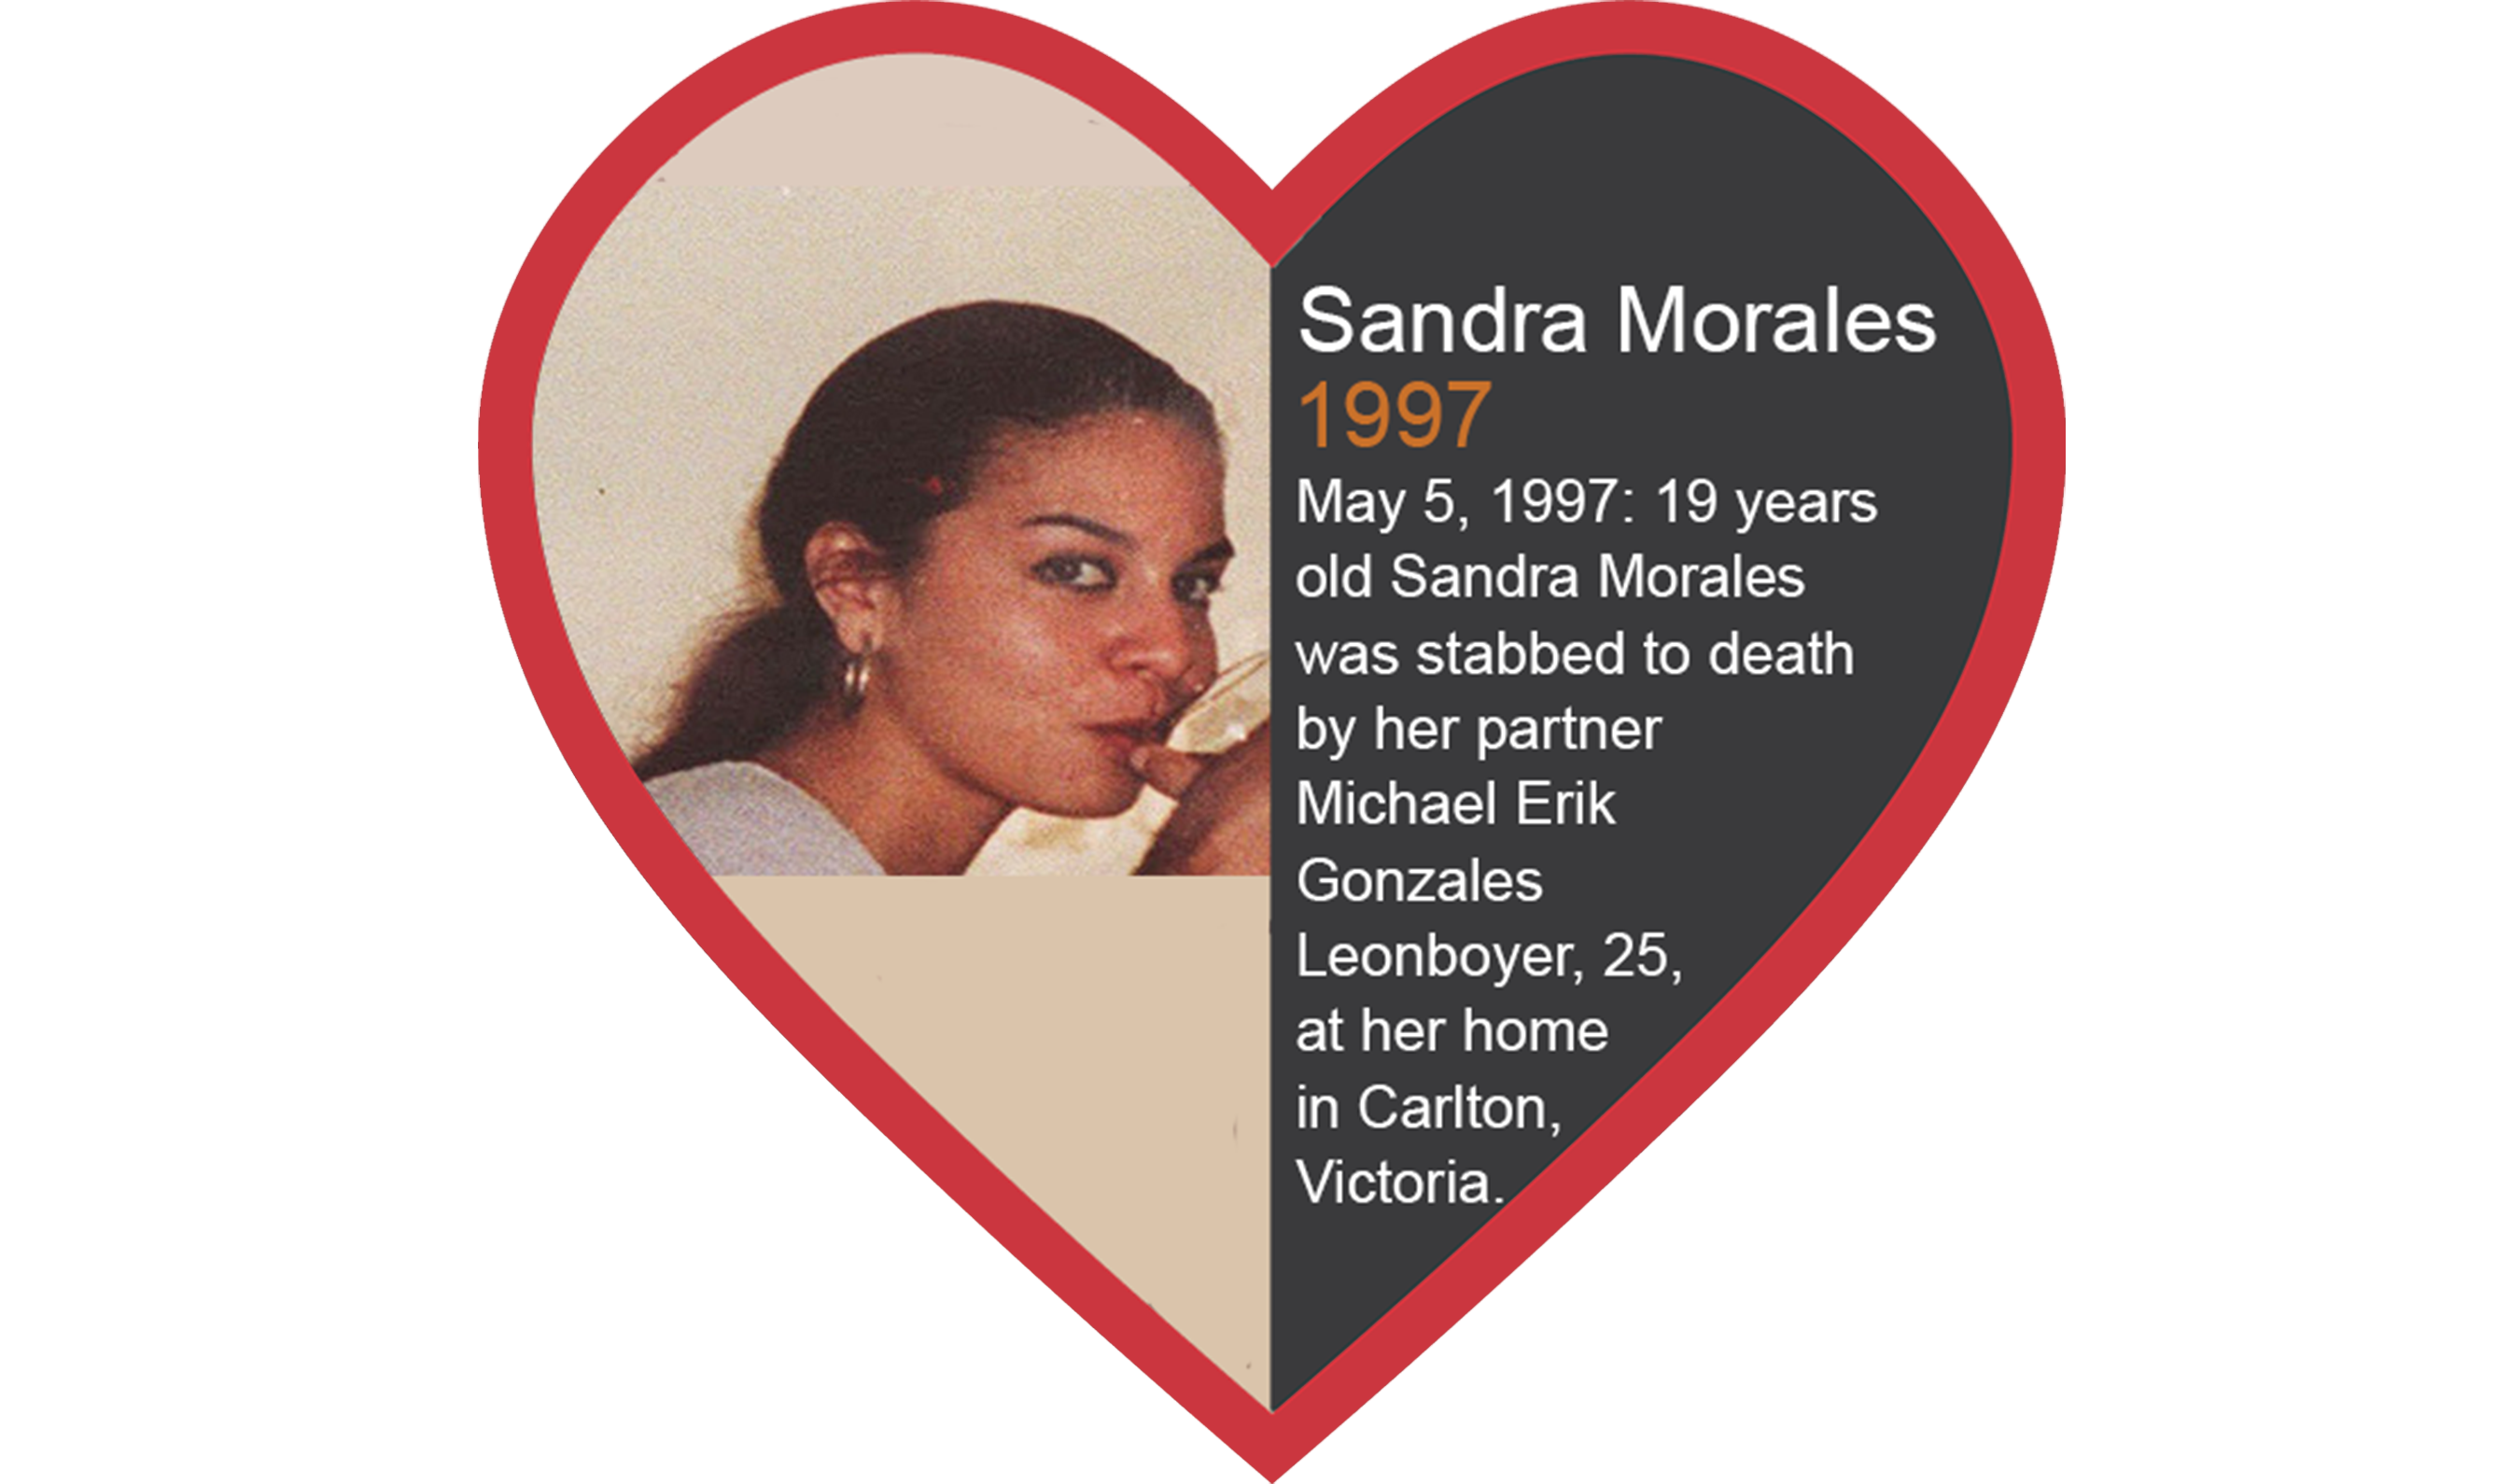 Sandra Morales
1997
May 5, 1997: 19 years
old Sandra Morales
was stabbed to death
by her partner
Michael Erik
Gonzales
Leonboyer, 25,
at her home
in Carlton,
Victoria.